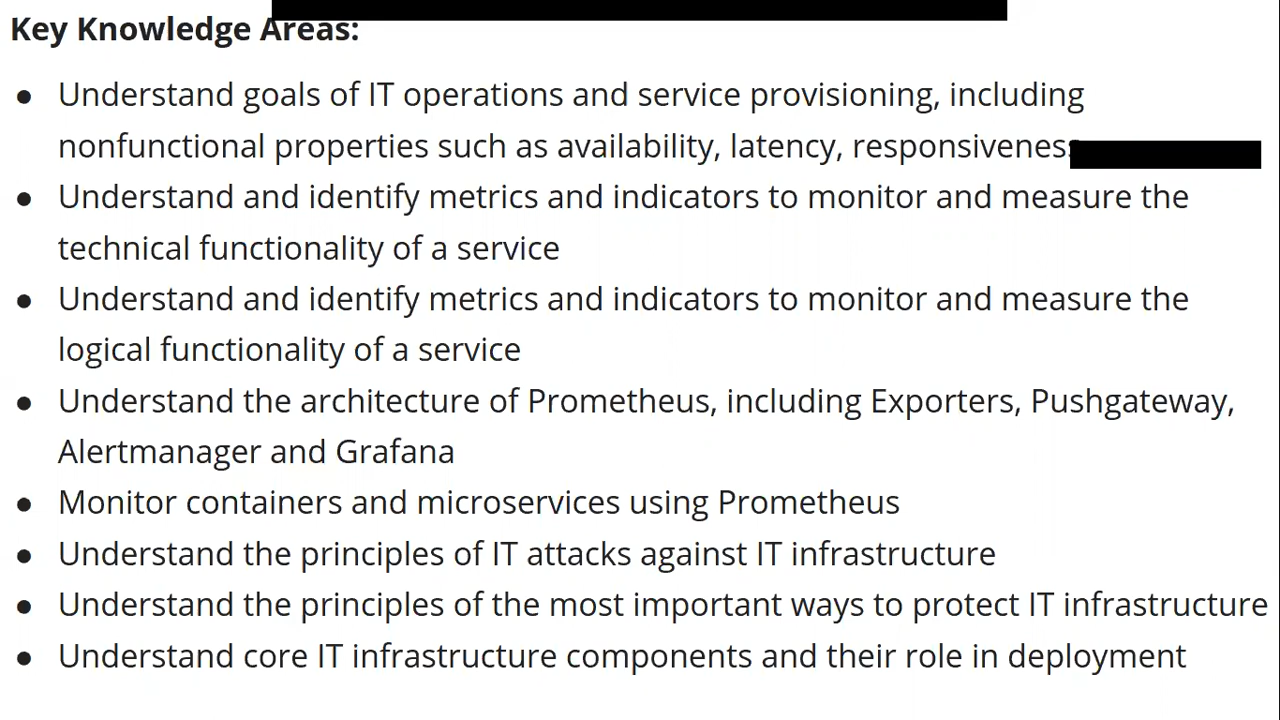 Key Knowledge Areas:
● Understand goals of IT operations and service provisioning, including
nonfunctional properties such as availability, latency, responsiveness
● Understand and identify metrics and indicators to monitor and measure the
technical functionality of a service
● Understand and identify metrics and indicators to monitor and measure the
logical functionality of a service
● Understand the architecture of Prometheus, including Exporters, Pushgateway,
Alertmanager and Grafana
● Monitor containers and microservices using Prometheus
● Understand the principles of IT attacks against IT infrastructure
● Understand the principles of the most important ways to protect IT infrastructure
● Understand core IT infrastructure components and their role in deployment